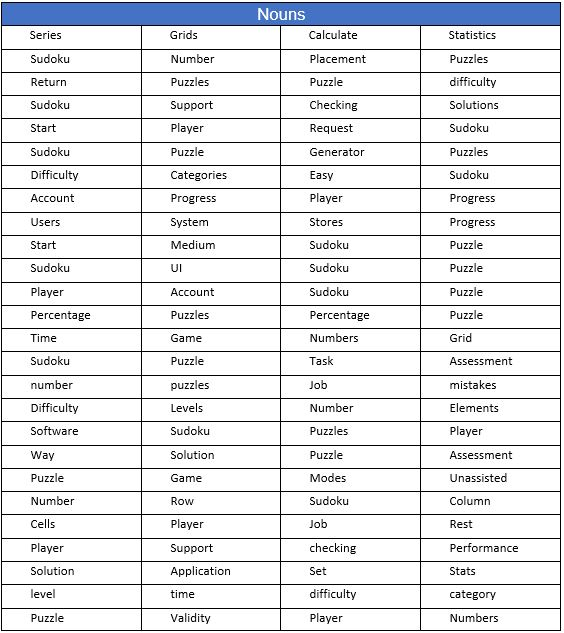 Nouns
Series Grids Calculate Statistics
Sudoku Number Placement Puzzles
Return Puzzles Puzzle difficulty
Sudoku Support Checking Solutions
Start Player Request Sudoku
Sudoku Puzzle Generator Puzzles
Difficulty Categories Easy Sudoku
Account Progress Player Progress
Users System Stores Progress
Start Medium Sudoku Puzzle
Sudoku UI Sudoku Puzzle
Player Account Sudoku Puzzle
Percentage Puzzles Percentage Puzzle
Time Game Numbers Grid
Sudoku Puzzle Task Assessment
number puzzles Job mistakes
Difficulty Levels Number Elements
Software Sudoku Puzzles Player
Way Solution Puzzle Assessment
Puzzle Game Modes Unassisted
Number Row Sudoku Column
Cells Player Job Rest
Player Support checking Performance
Solution Application Set Stats
level time difficulty category
Puzzle Validity Player Numbers